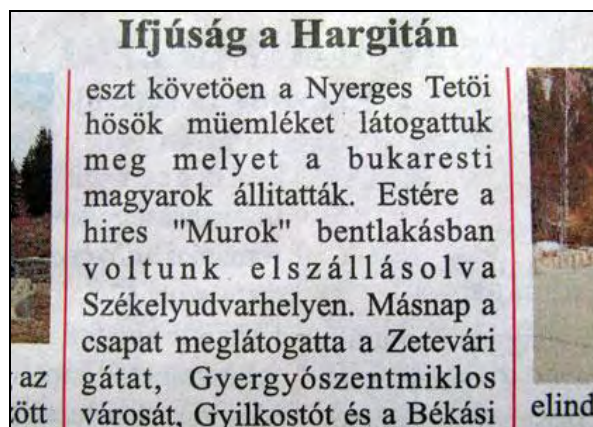 Ifjúság a Hargitán
eszt követöen a Nyerges Tetöi
hösök müemléket látogattuk
meg melyet a bukaresti
magyarok állitatták. Estére a
hires "Murok" bentlakásban
voltunk elszállásolva
Székelyudvarhelyen. Másnap a
csapat meglátogatta a Zetevári
gátat, Gyergyószentmiklos
városát, Gyilkostót és a Békási
az
elind